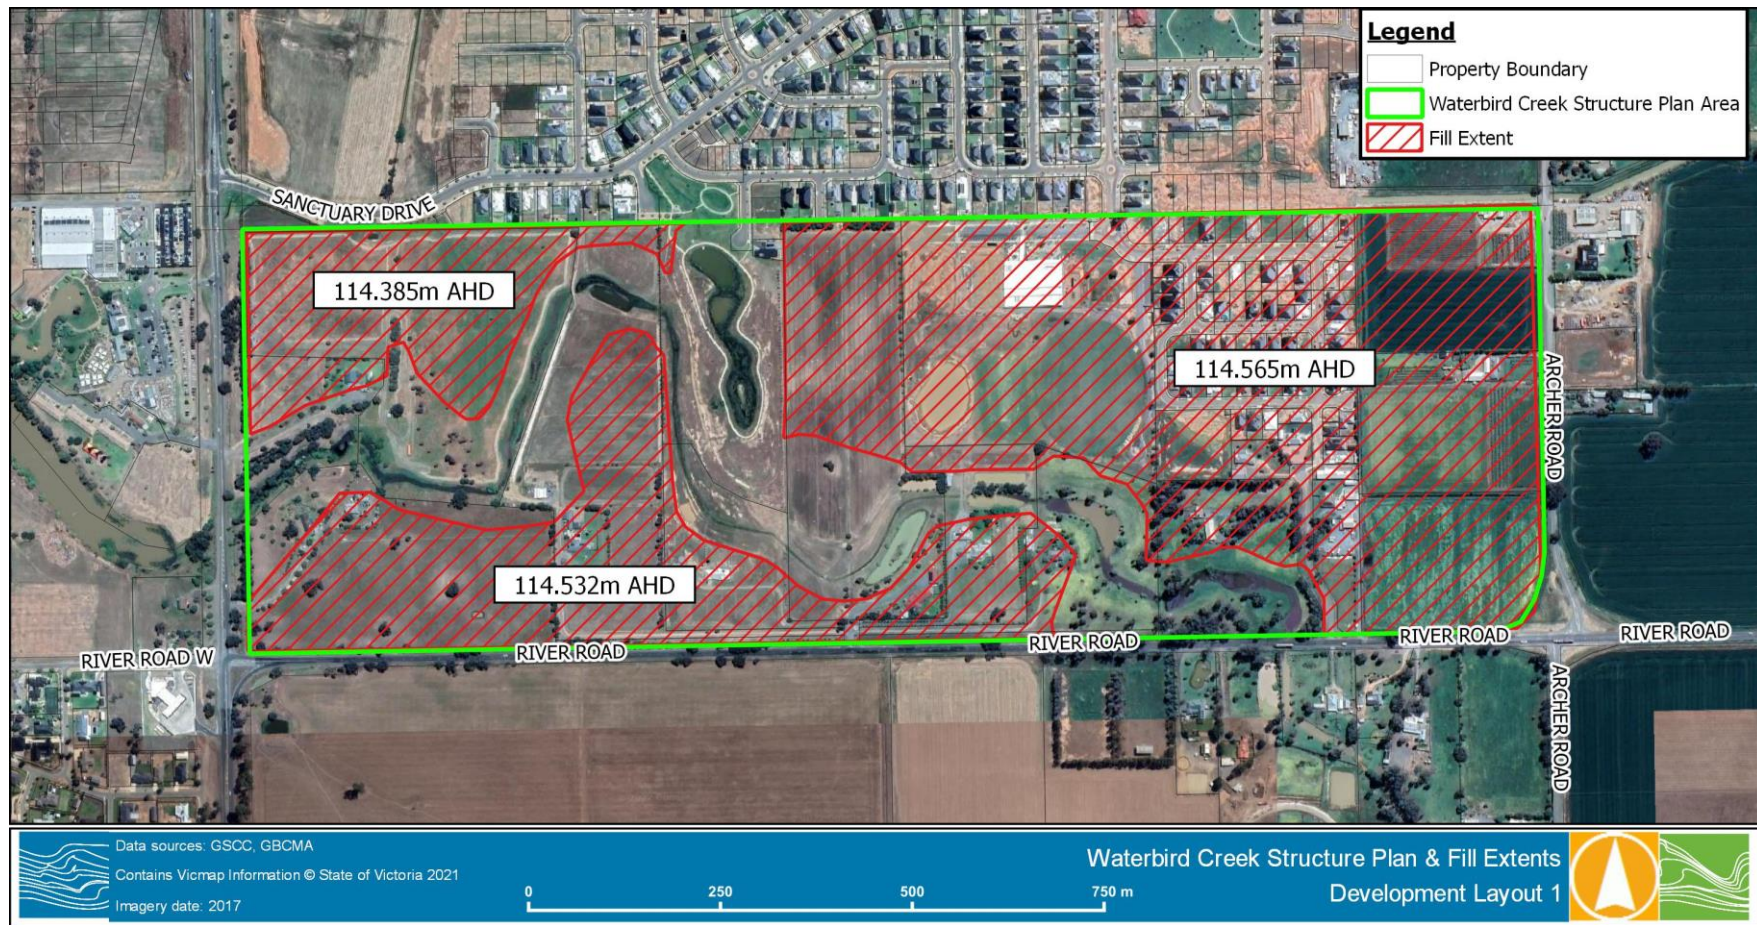 Legend
Property Boundary
Waterbird Creek Structure Plan Area
Fill Extent
SANCTUARY DRIVE
114.385m AHD
114.565m AHD
ARCHER ROAD
114.532m AHD
RIVER ROAD W
RIVER ROAD
RIVER ROAD
RIVER ROAD
RIVER ROAD
ARCHER ROAD
Data sources: GSCC, GBCMA
Contains Vicmap Information © State of Victoria 2021
Imagery date: 2017
0 250 500 750 m
Waterbird Creek Structure Plan & Fill Extents
Development Layout 1